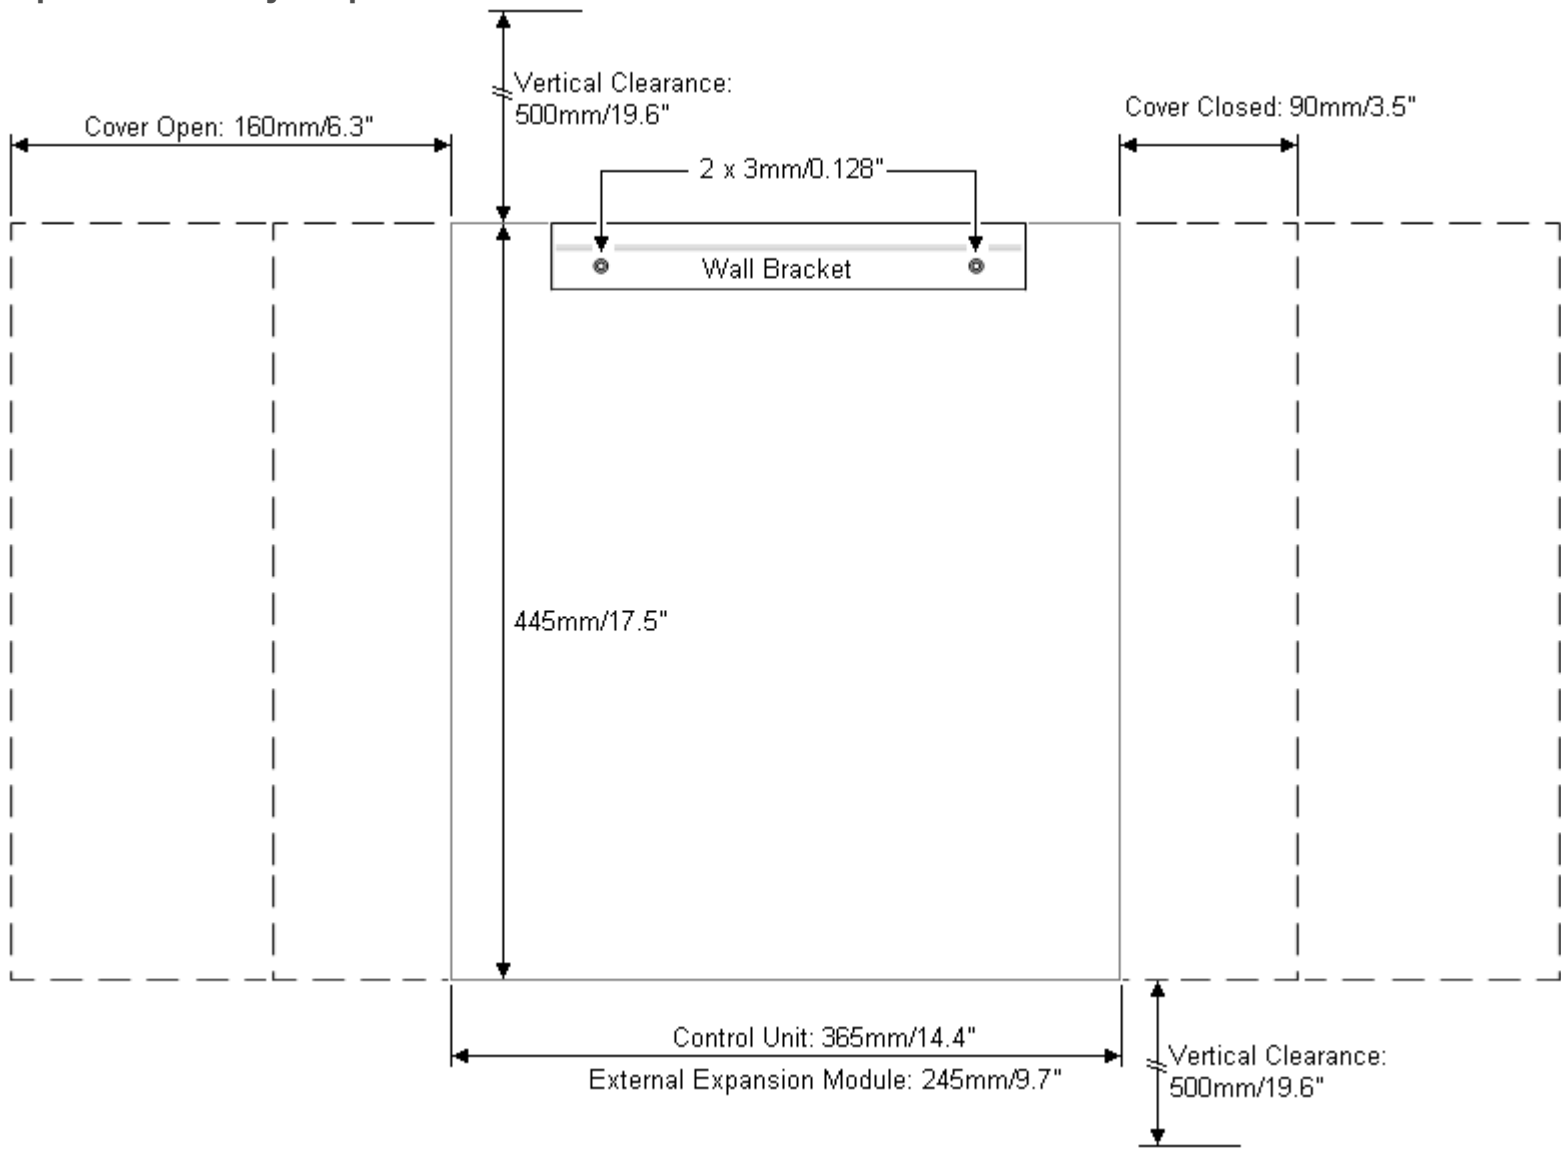 Vertical Clearance:
500mm/19.6"
Cover Open: 160mm/6.3"
Cover Closed: 90mm/3.5"
2 x 3mm/0.128"
Wall Bracket
445mm/17.5"
Control Unit: 365mm/14.4"
External Expansion Module: 245mm/9.7"
Vertical Clearance:
500mm/19.6"